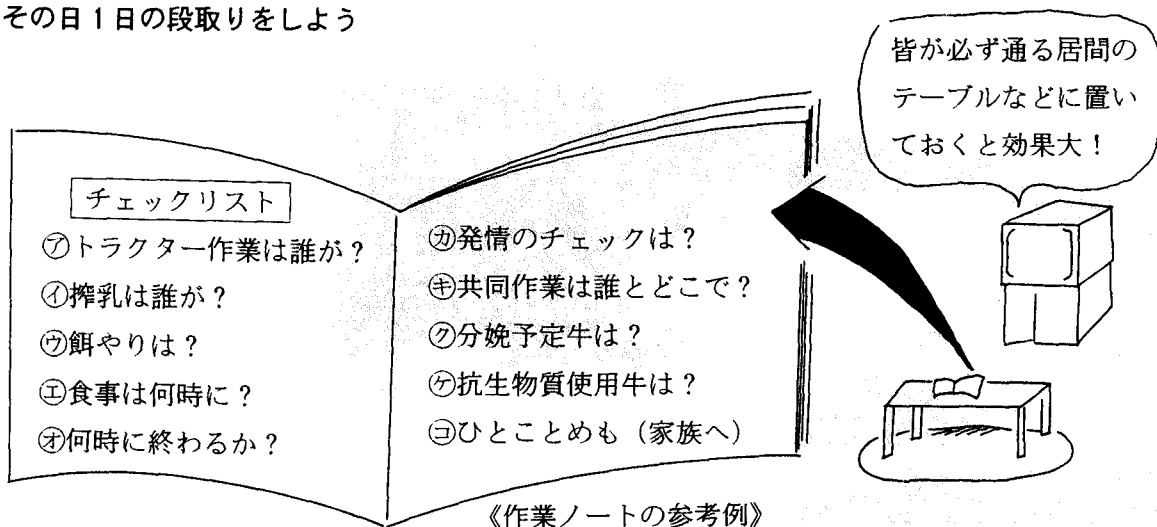 その日1日の段取りをしよう
皆が必ず通る居間の
テーブルなどに置い
ておくと効果大！
チェックリスト
㋐トラクター作業は誰が？
㋑搾乳は誰が？
㋒餌やりは？
㋓食事は何時に？
㋔何時に終わるか？
㋕発情のチェックは？
㋖共同作業は誰とどこで？
㋗分娩予定牛は？
㋘抗生物質使用牛は？
㋙ひとことめも（家族へ）
《作業ノートの参考例》